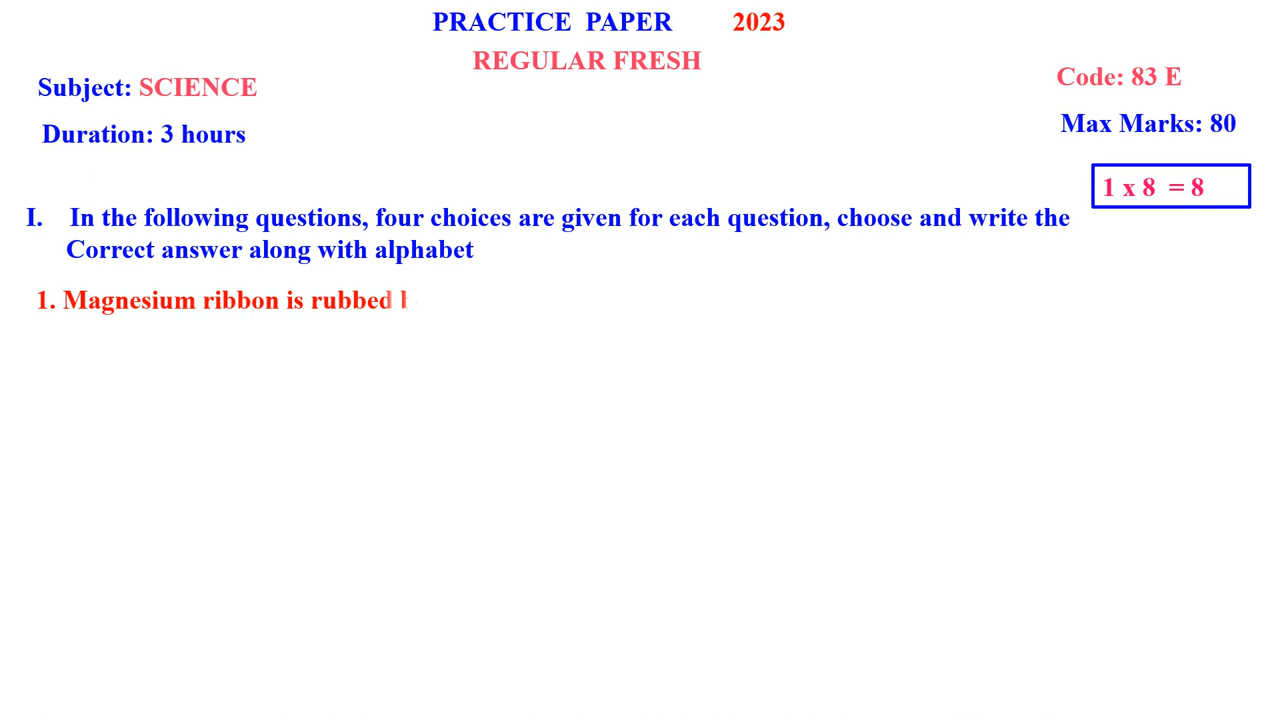 PRACTICE PAPER 2023
REGULAR FRESH
Subject: SCIENCE
Code: 83 E
Duration: 3 hours
Max Marks: 80
1 x 8 = 8
I. In the following questions, four choices are given for each question, choose and write the
Correct answer along with alphabet
1. Magnesium ribbon is rubbed